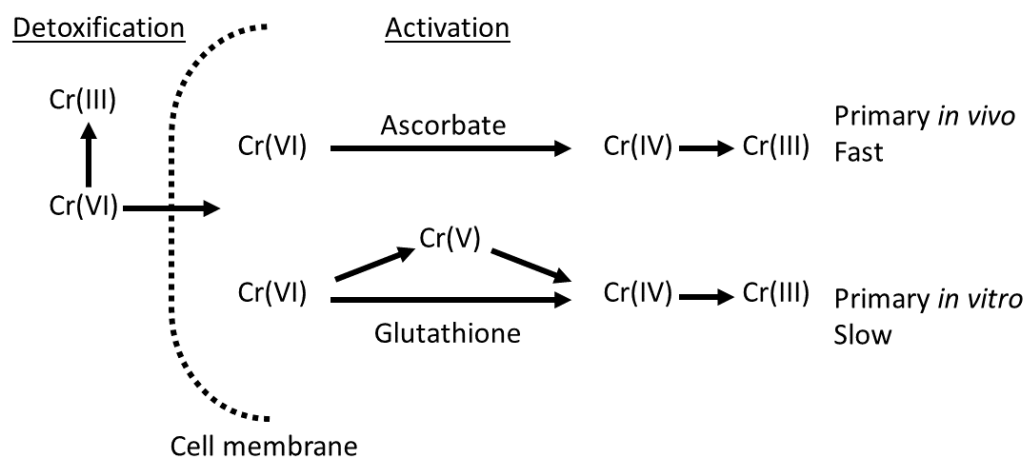 Detoxification
Activation
Cr(III)
Cr(VI)
Cr(VI)
Ascorbate
Cr(IV)
Cr(III)
Primary in vivo
Fast
Cr(V)
Cr(VI)
Glutathione
Cr(IV)
Cr(III)
Primary in vitro
Slow
Cell membrane